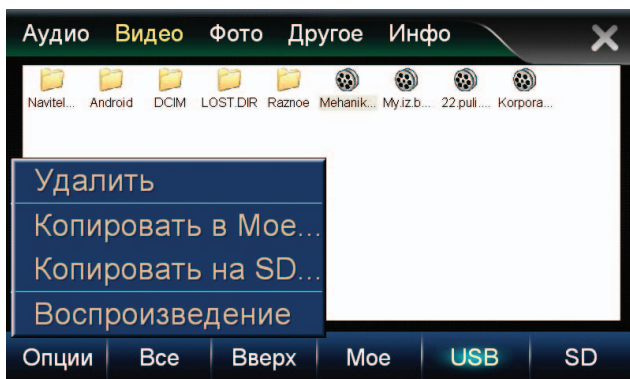 Аудио Видео Фото Другое Инфо
Navitel... Android DCIM LOST.DIR Raznoe Mehanik... My.iz.b... 22.puli.... Korpora...
Удалить
Копировать в Мое...
Копировать на SD...
Воспроизведение
Опции Все Вверх Мое USB SD